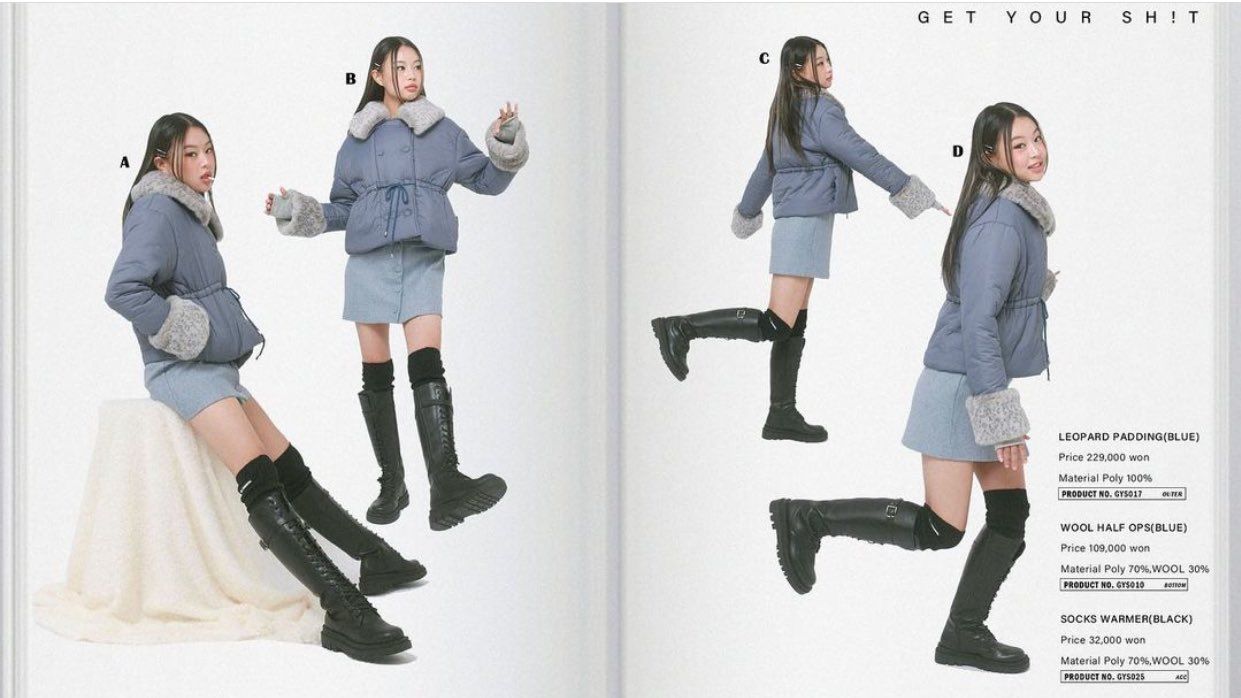 GET YOUR SH!T
A
B
C
D
LEOPARD PADDING(BLUE)
Price 229,000 won
Material Poly 100%
PRODUCT NO. GYS017 OUTER
WOOL HALF OPS(BLUE)
Price 109,000 won
Material Poly 70%,WOOL 30%
PRODUCT NO. GYS010 BOTTOM
SOCKS WARMER(BLACK)
Price 32,000 won
Material Poly 70%,WOOL 30%
PRODUCT NO. GYS025 ACC